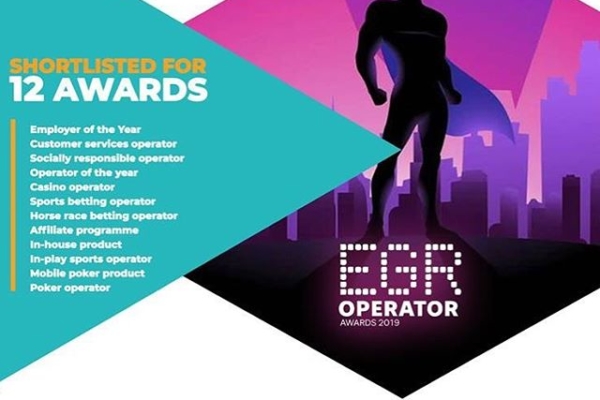 SHORTLISTED FOR
12 AWARDS
Employer of the Year
Customer services operator
Socially responsible operator
Operator of the year
Casino operator
Sports betting operator
Horse race betting operator
Affiliate programme
In-house product
In-play sports operator
Mobile poker product
Poker operator
EGR
OPERATOR
AWARDS 2019